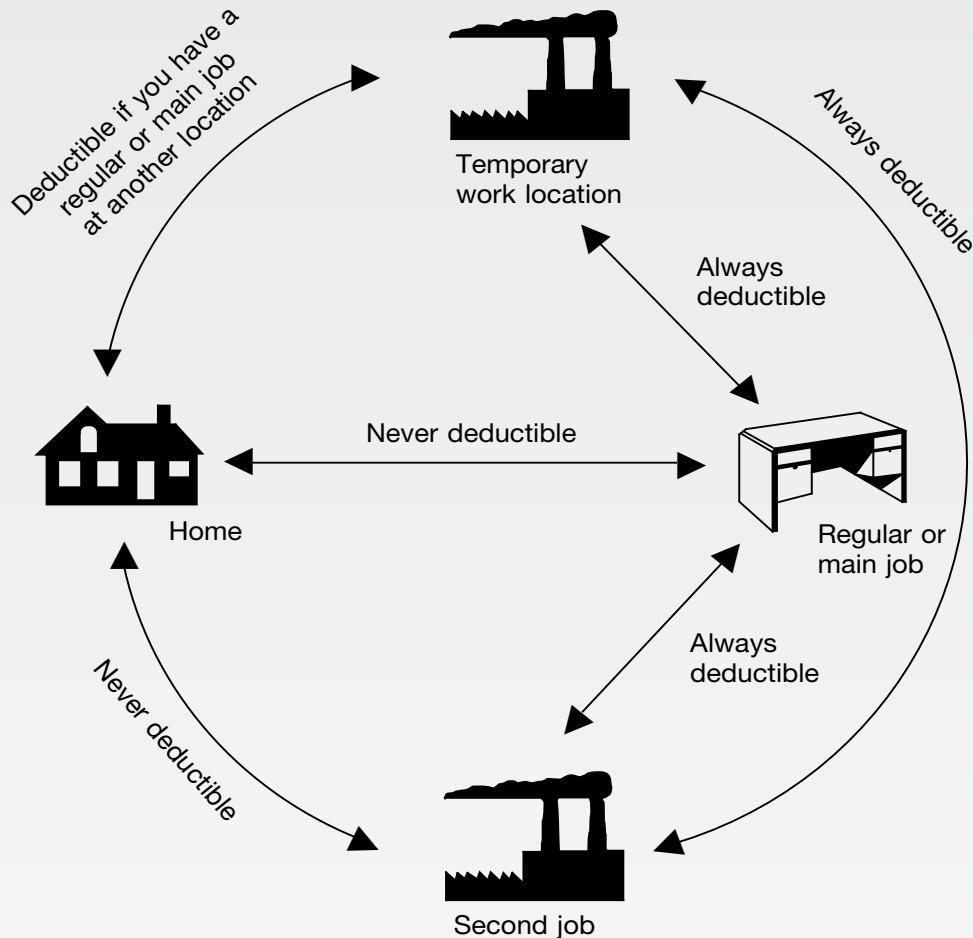 Deductible if you have a
regular or main job
at another location
Temporary
work location
Always deductible
Always
deductible
Never deductible
Home
Regular or
main job
Always
deductible
Never deductible
Second job